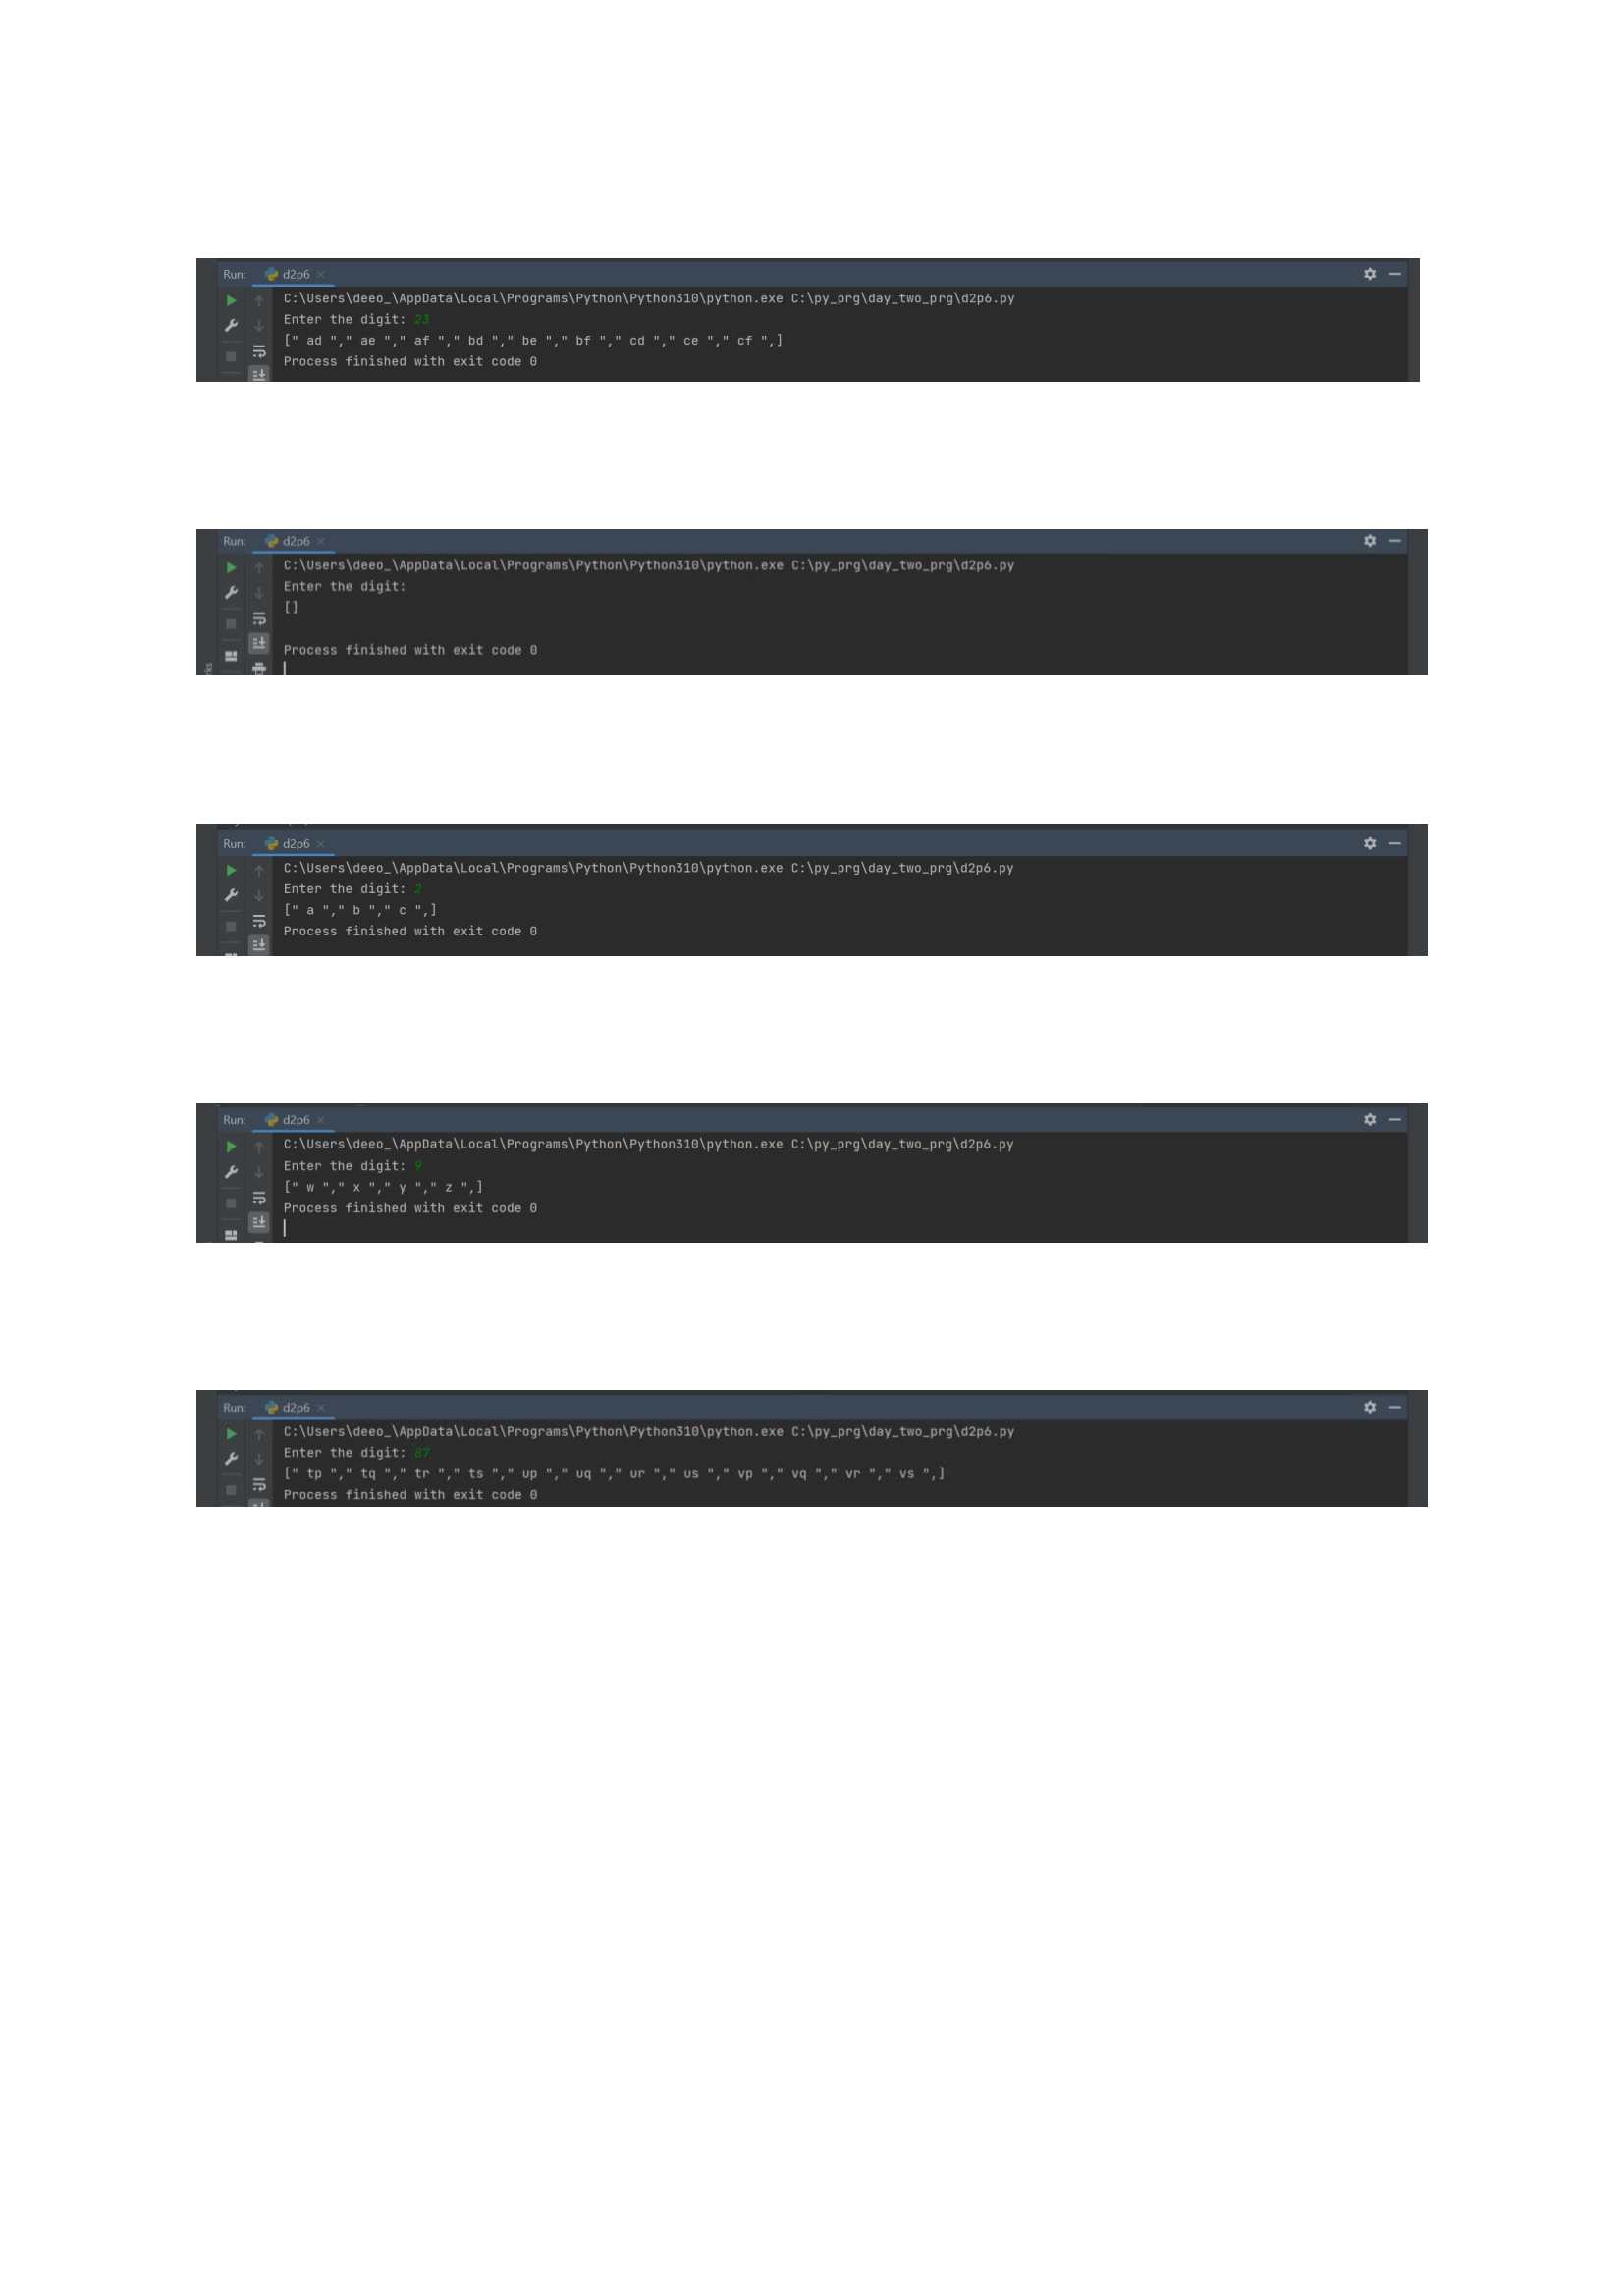 Run: d2p6
C:\Users\deeo_\AppData\Local\Programs\Python\Python310\python.exe C:\py_prg\day_two_prg\d2p6.py
Enter the digit: 23
[" ad "," ae "," af "," bd "," be "," bf "," cd "," ce "," cf ",]
Process finished with exit code 0
Run: d2p6
C:\Users\deeo_\AppData\Local\Programs\Python\Python310\python.exe C:\py_prg\day_two_prg\d2p6.py
Enter the digit:
[]
Process finished with exit code 0
Run: d2p6
C:\Users\deeo_\AppData\Local\Programs\Python\Python310\python.exe C:\py_prg\day_two_prg\d2p6.py
Enter the digit: 2
[" a "," b "," c ",]
Process finished with exit code 0
Run: d2p6
C:\Users\deeo_\AppData\Local\Programs\Python\Python310\python.exe C:\py_prg\day_two_prg\d2p6.py
Enter the digit: 9
[" w "," x "," y "," z ",]
Process finished with exit code 0
Run: d2p6
C:\Users\deeo_\AppData\Local\Programs\Python\Python310\python.exe C:\py_prg\day_two_prg\d2p6.py
Enter the digit: 87
[" tp "," tq "," tr "," ts "," up "," uq "," ur "," us "," vp "," vq "," vr "," vs ",]
Process finished with exit code 0